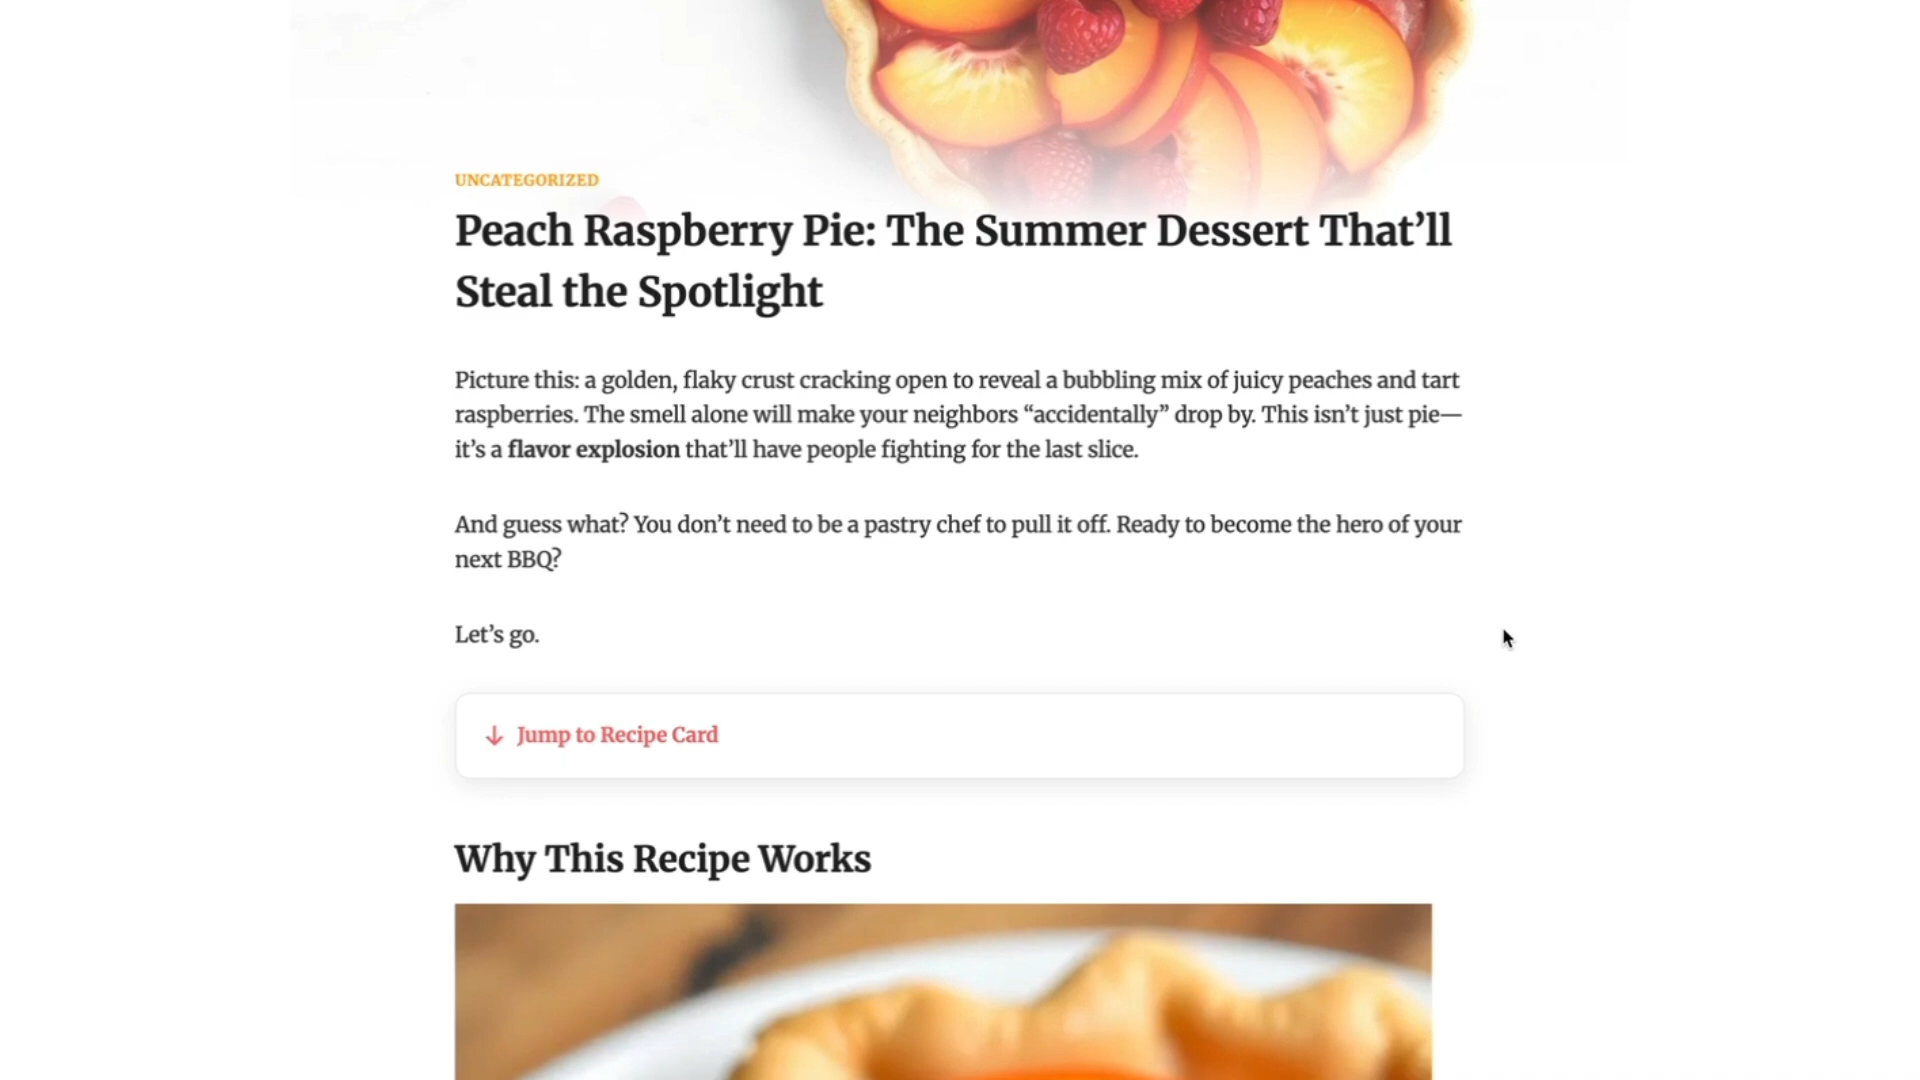 UNCATEGORIZED
Peach Raspberry Pie: The Summer Dessert That’ll
Steal the Spotlight
Picture this: a golden, flaky crust cracking open to reveal a bubbling mix of juicy peaches and tart
raspberries. The smell alone will make your neighbors “accidentally” drop by. This isn’t just pie—
it’s a flavor explosion that’ll have people fighting for the last slice.
And guess what? You don’t need to be a pastry chef to pull it off. Ready to become the hero of your
next BBQ?
Let’s go.
↓ Jump to Recipe Card
Why This Recipe Works